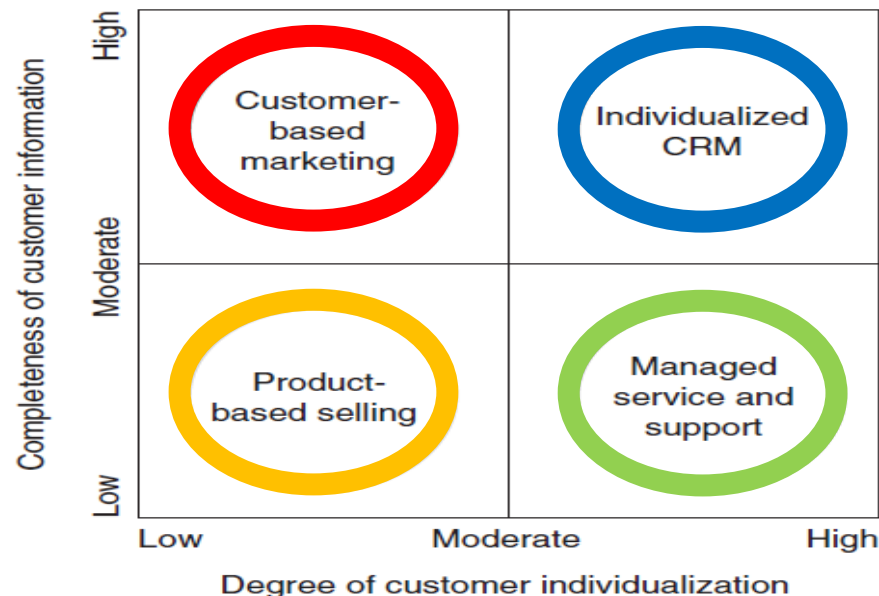 Completeness of customer information
High
Moderate
Low
Customer-
based
marketing
Individualized
CRM
Product-
based selling
Managed
service and
support
Low
Moderate
High
Degree of customer individualization